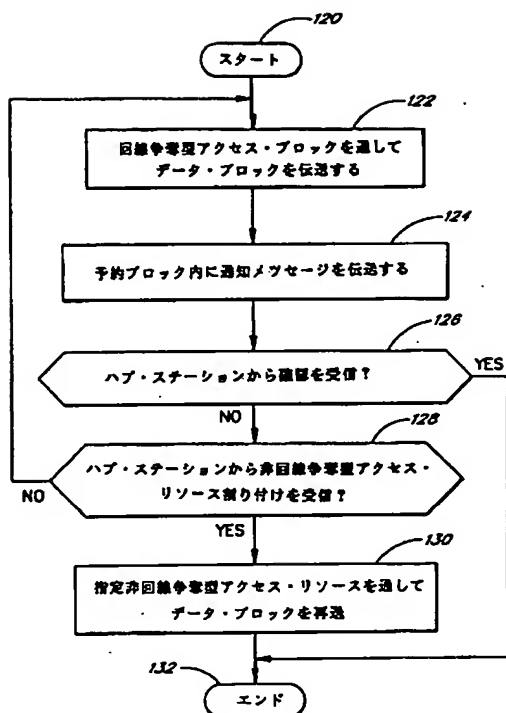 120
スタート
122
回線争奪型アクセス・ブロックを通して
データ・ブロックを伝送する
124
予約ブロック内に通知メッセージを伝送する
126
ハブ・ステーションから確認を受信?
YES
NO
128
ハブ・ステーションから非回線争奪型アクセス・
リソース割り付けを受信?
NO
YES
130
指定非回線争奪型アクセス・リソースを通して
データ・ブロックを再送
132
エンド